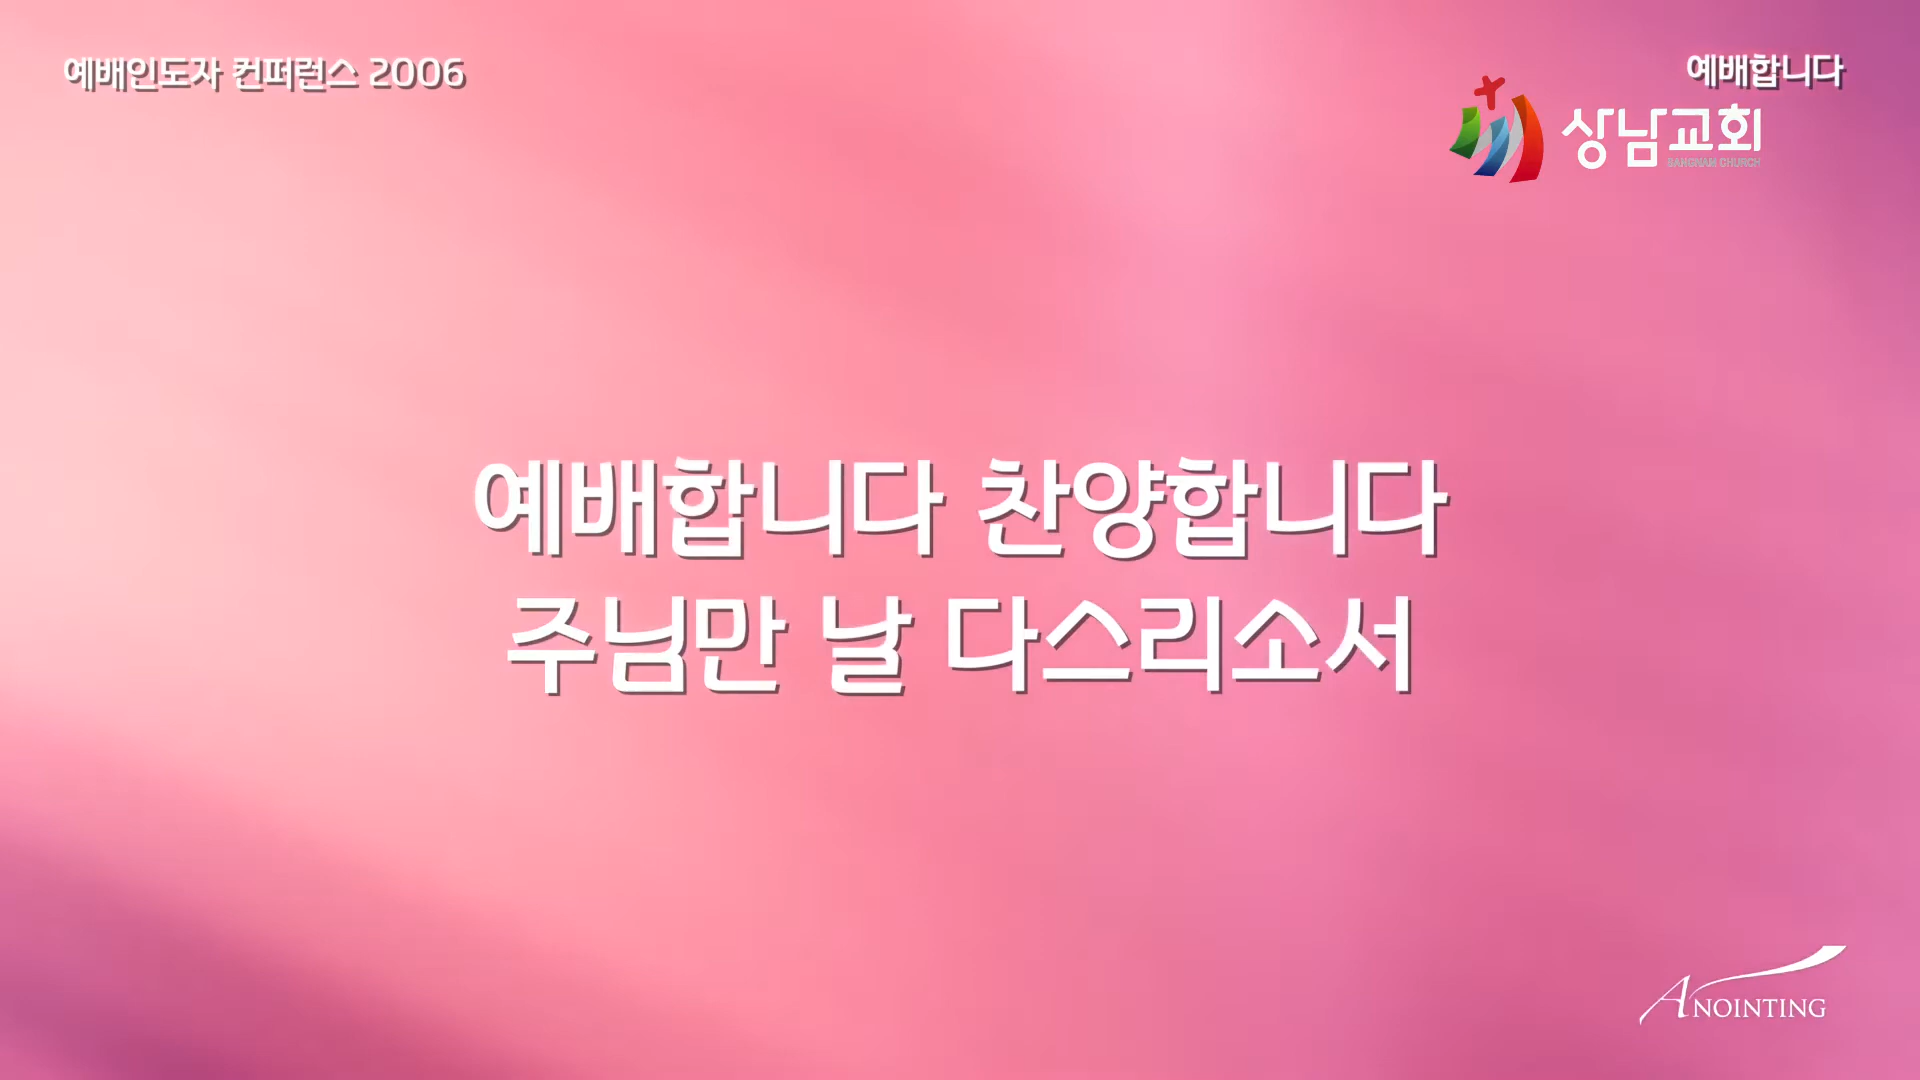 예배인도자 컨퍼런스 2006
예배합니다
상남교회
SANGNAM CHURCH
예배합니다 찬양합니다
주님만 날 다스리소서
ANOINTING